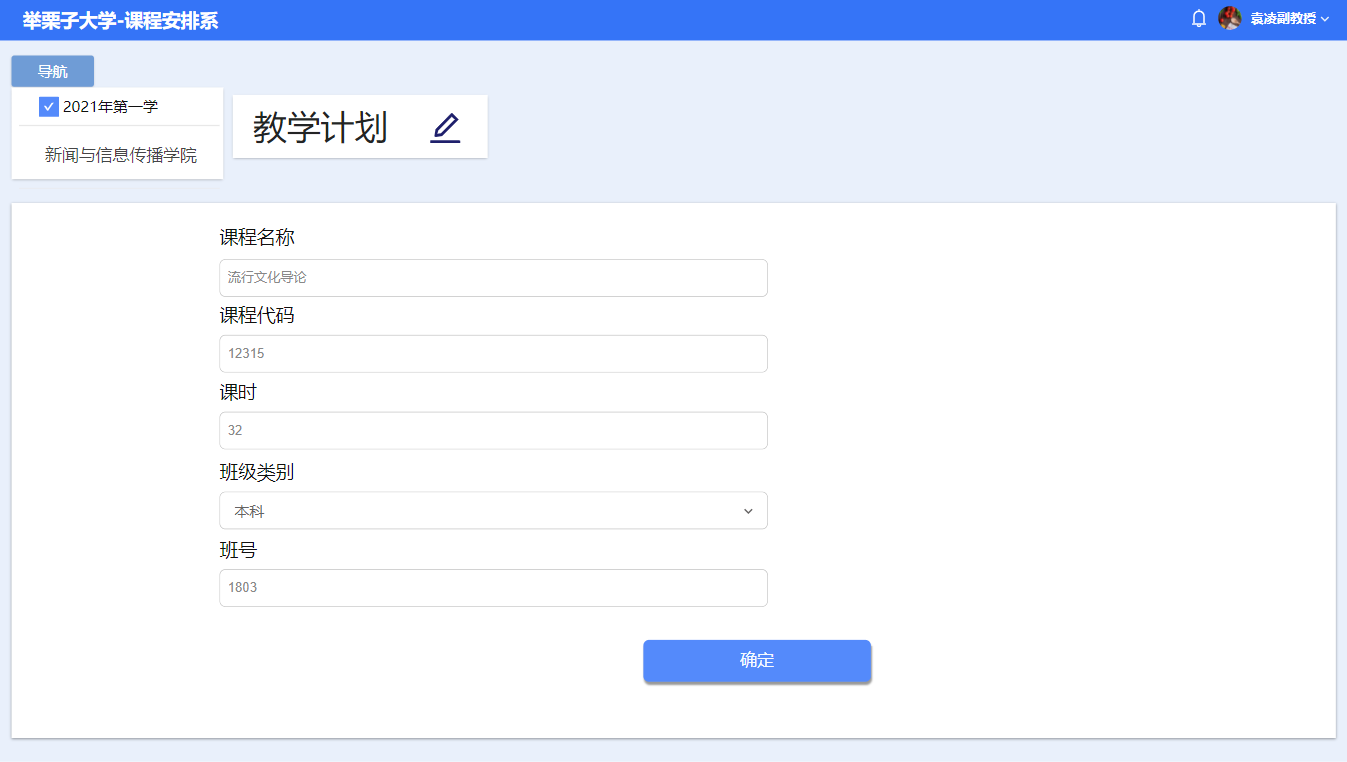 举栗子大学-课程安排系
袁凌副教授
导航
2021年第一学
新闻与信息传播学院
教学计划
课程名称
流行文化导论
课程代码
12315
课时
32
班级类别
本科
班号
1803
确定